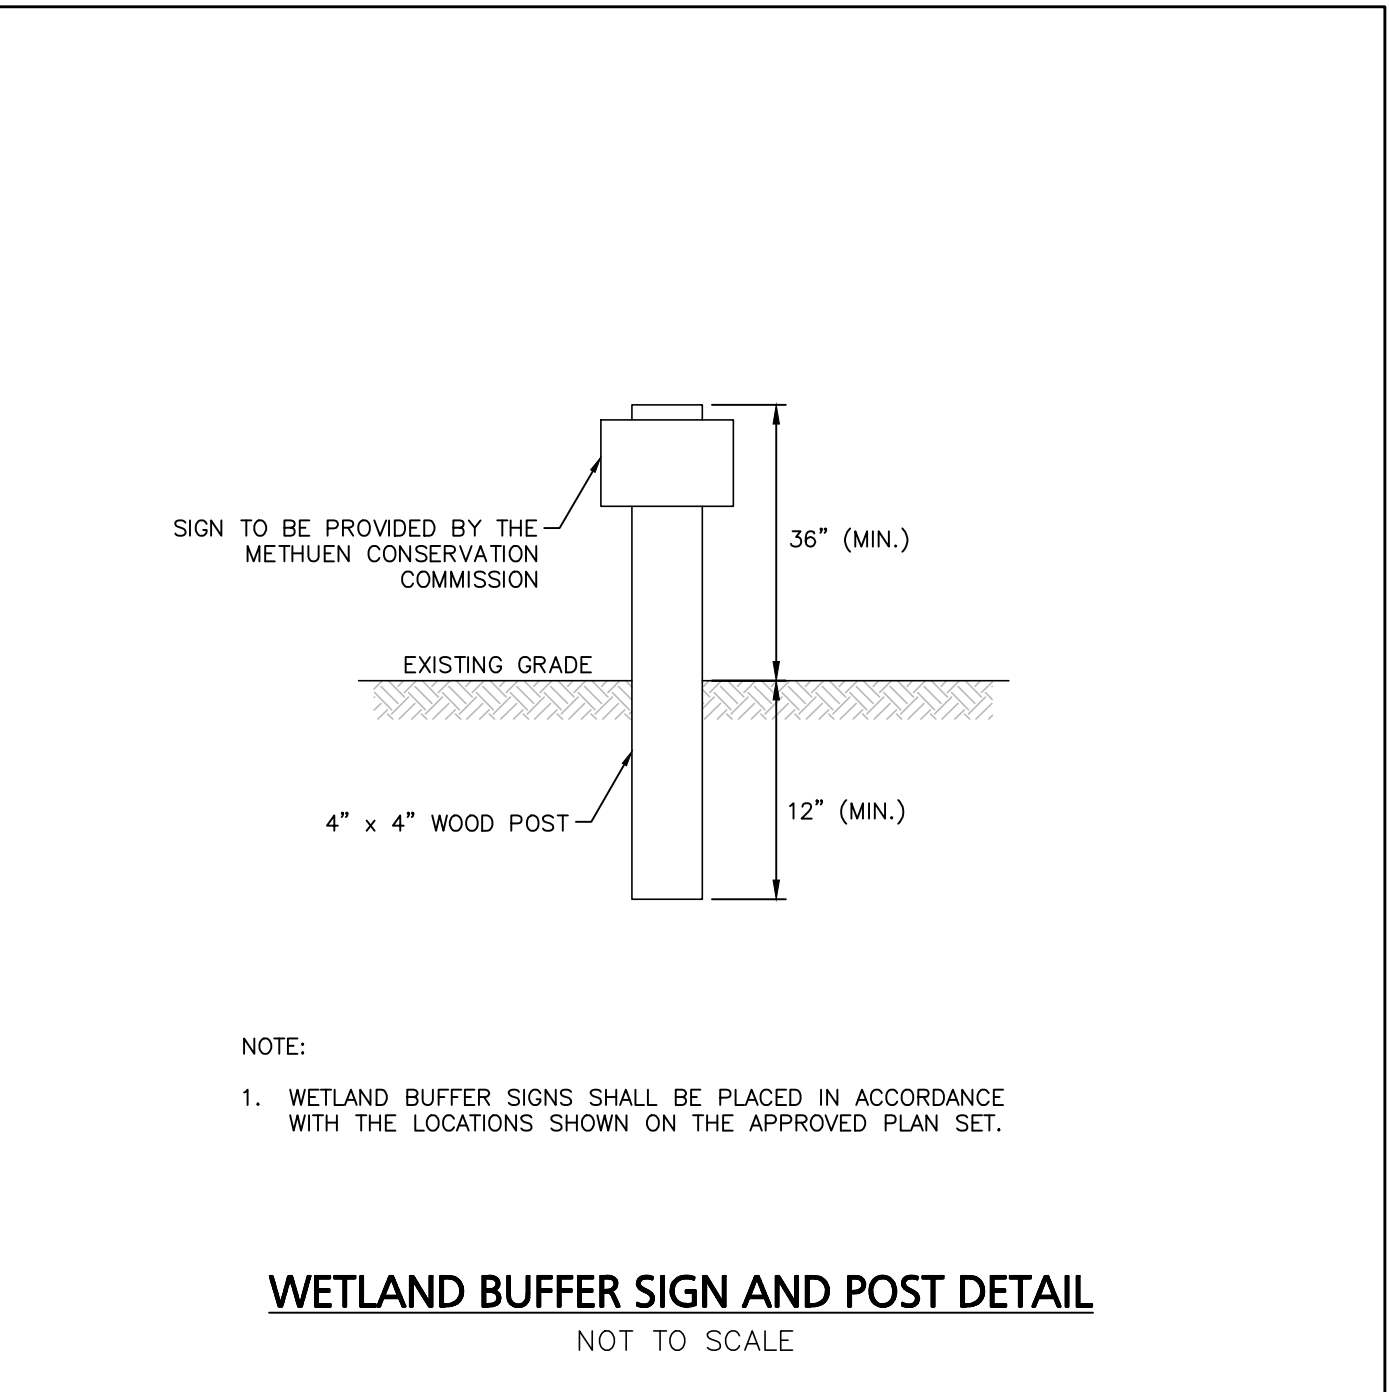 SIGN TO BE PROVIDED BY THE
METHUEN CONSERVATION
COMMISSION
36” (MIN.)
EXISTING GRADE
12” (MIN.)
4” x 4” WOOD POST
NOTE:
1. WETLAND BUFFER SIGNS SHALL BE PLACED IN ACCORDANCE
WITH THE LOCATIONS SHOWN ON THE APPROVED PLAN SET.
WETLAND BUFFER SIGN AND POST DETAIL
NOT TO SCALE